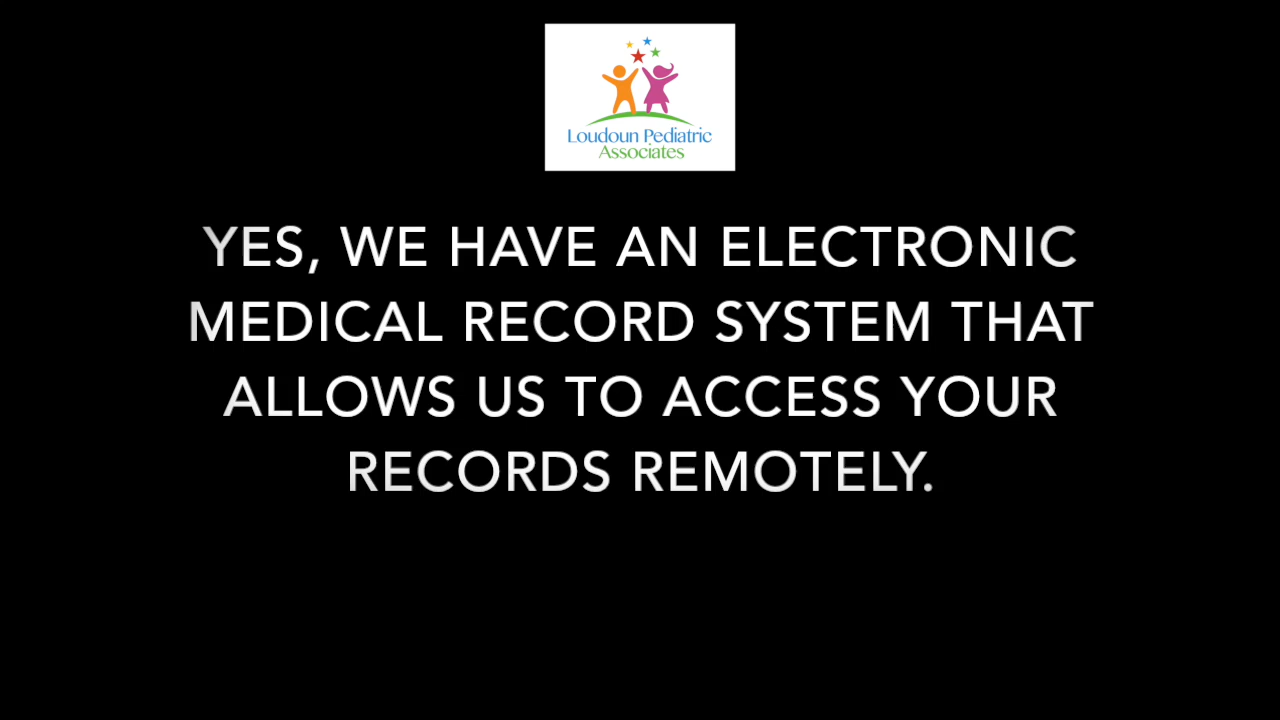 Loudoun Pediatric
Associates
YES, WE HAVE AN ELECTRONIC
MEDICAL RECORD SYSTEM THAT
ALLOWS US TO ACCESS YOUR
RECORDS REMOTELY.